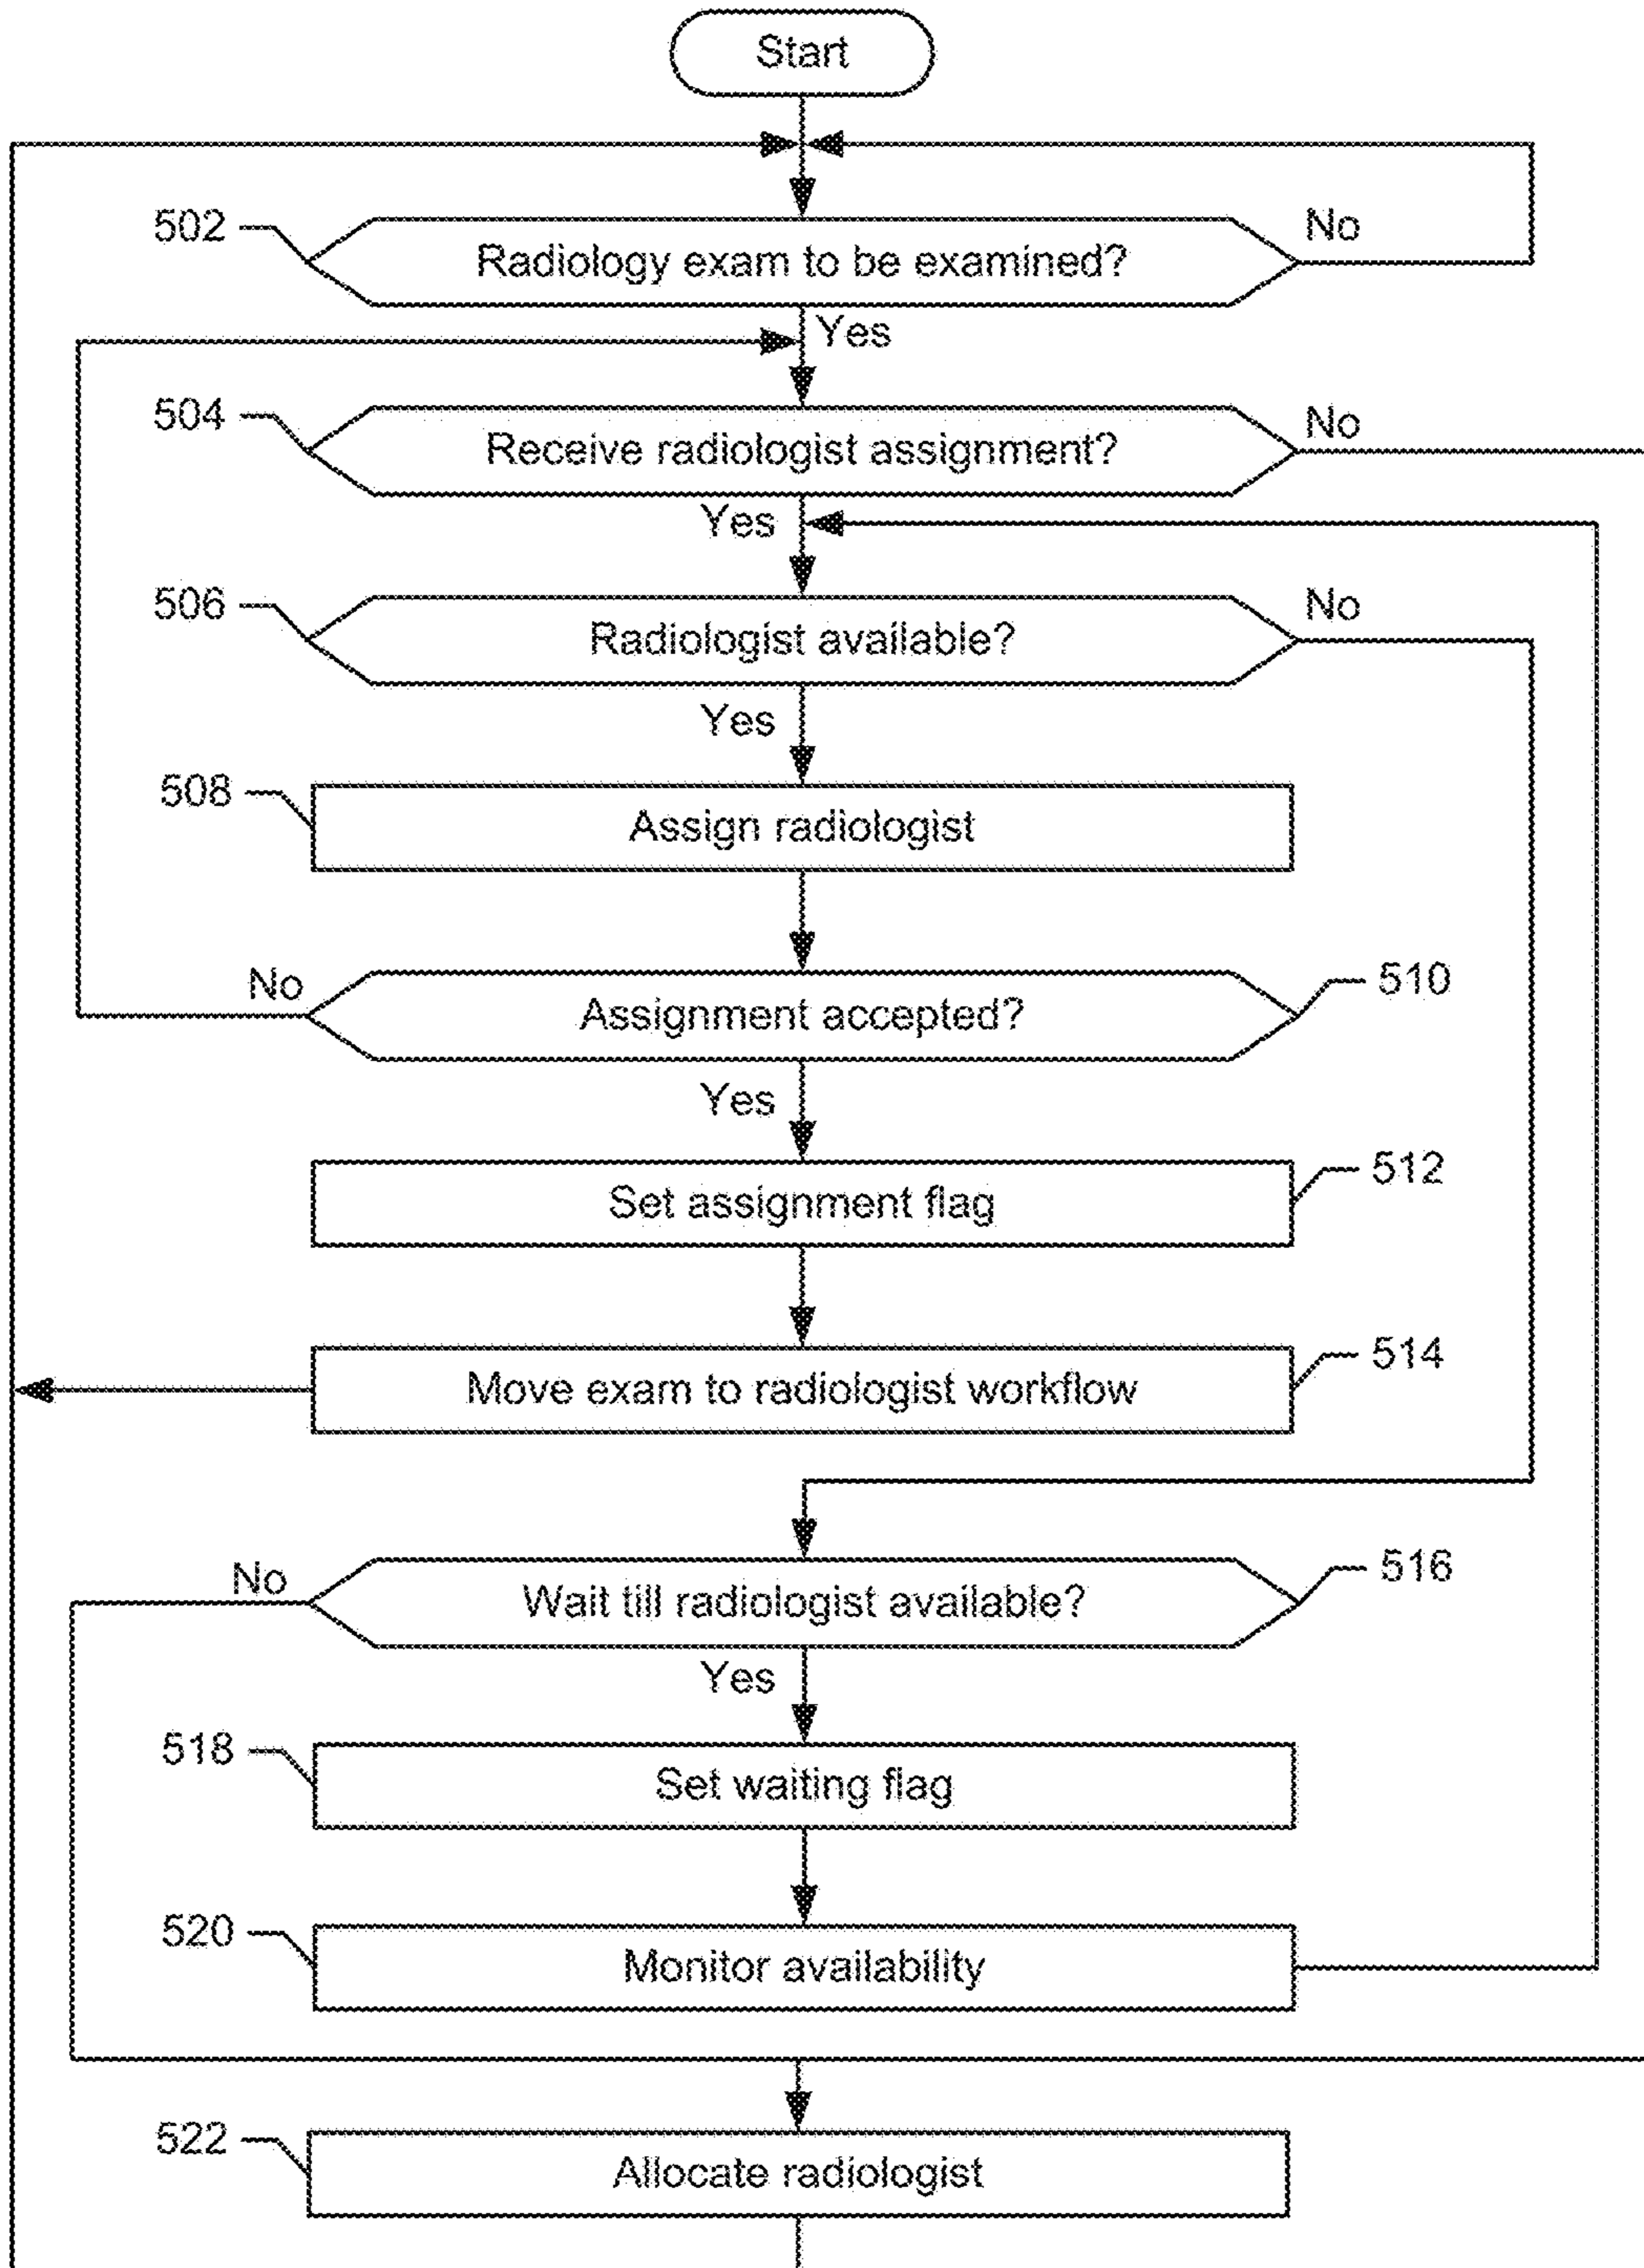 Start
502
Radiology exam to be examined?
No
Yes
504
Receive radiologist assignment?
No
Yes
506
Radiologist available?
No
Yes
508
Assign radiologist
No
Assignment accepted?
510
Yes
Set assignment flag
512
Move exam to radiologist workflow
514
No
Wait till radiologist available?
516
Yes
518
Set waiting flag
520
Monitor availability
522
Allocate radiologist